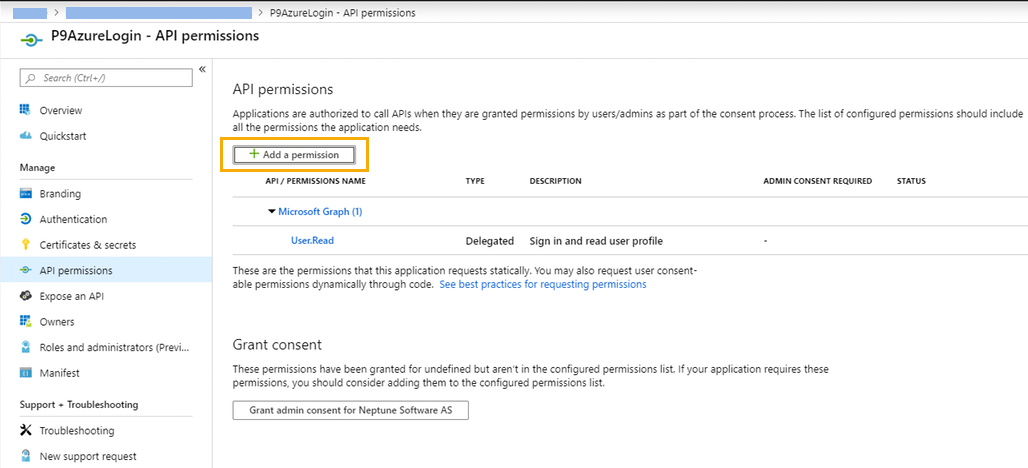 P9AzureLogin - API permissions
P9AzureLogin - API permissions
Search (Ctrl+/)
«
Overview
Quickstart
Manage
Branding
Authentication
Certificates & secrets
API permissions
Expose an API
Owners
Roles and administrators (Previ...
Manifest
Support + Troubleshooting
Troubleshooting
New support request
API permissions
Applications are authorized to call APIs when they are granted permissions by users/admins as part of the consent process. The list of configured permissions should include
all the permissions the application needs.
+ Add a permission
API / PERMISSIONS NAME TYPE DESCRIPTION ADMIN CONSENT REQUIRED STATUS
Microsoft Graph (1)
User.Read Delegated Sign in and read user profile -
These are the permissions that this application requests statically. You may also request user consent-
able permissions dynamically through code. See best practices for requesting permissions
Grant consent
These permissions have been granted for undefined but aren't in the configured permissions list. If your application requires these
permissions, you should consider adding them to the configured permissions list.
Grant admin consent for Neptune Software AS